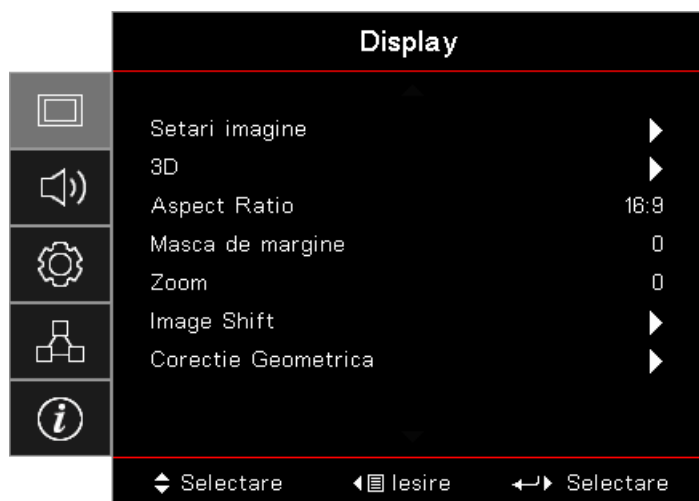 Display
Setari imagine
3D
Aspect Ratio 16:9
Masca de margine 0
Zoom 0
Image Shift
Corectie Geometrica
Selectare Iesire Selectare